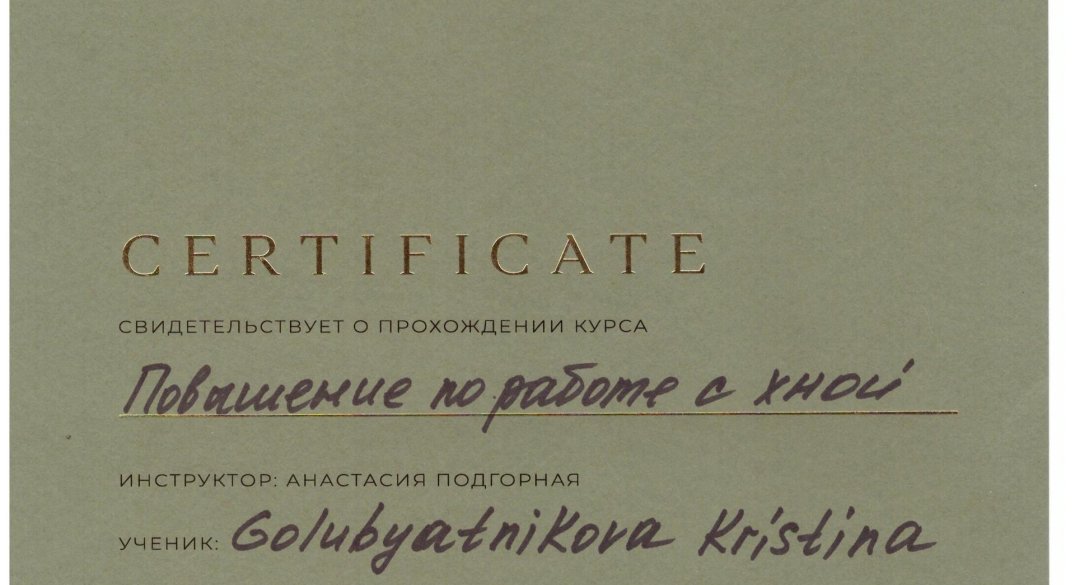 CERTIFICATE
СВИДЕТЕЛЬСТВУЕТ О ПРОХОЖДЕНИИ КУРСА
Повышение по работе с хной
ИНСТРУКТОР: АНАСТАСИЯ ПОДГОРНАЯ
УЧЕНИК: Golubyatnikova Kristina